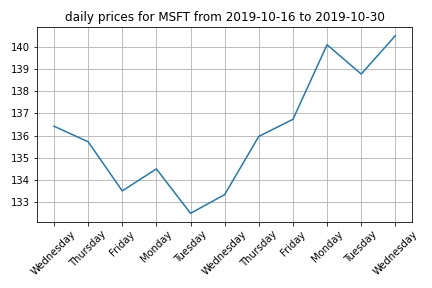 daily prices for MSFT from 2019-10-16 to 2019-10-30
140
139
138
137
136
135
134
133
Wednesday
Thursday
Friday
Monday
Tuesday
Wednesday
Thursday
Friday
Monday
Tuesday
Wednesday